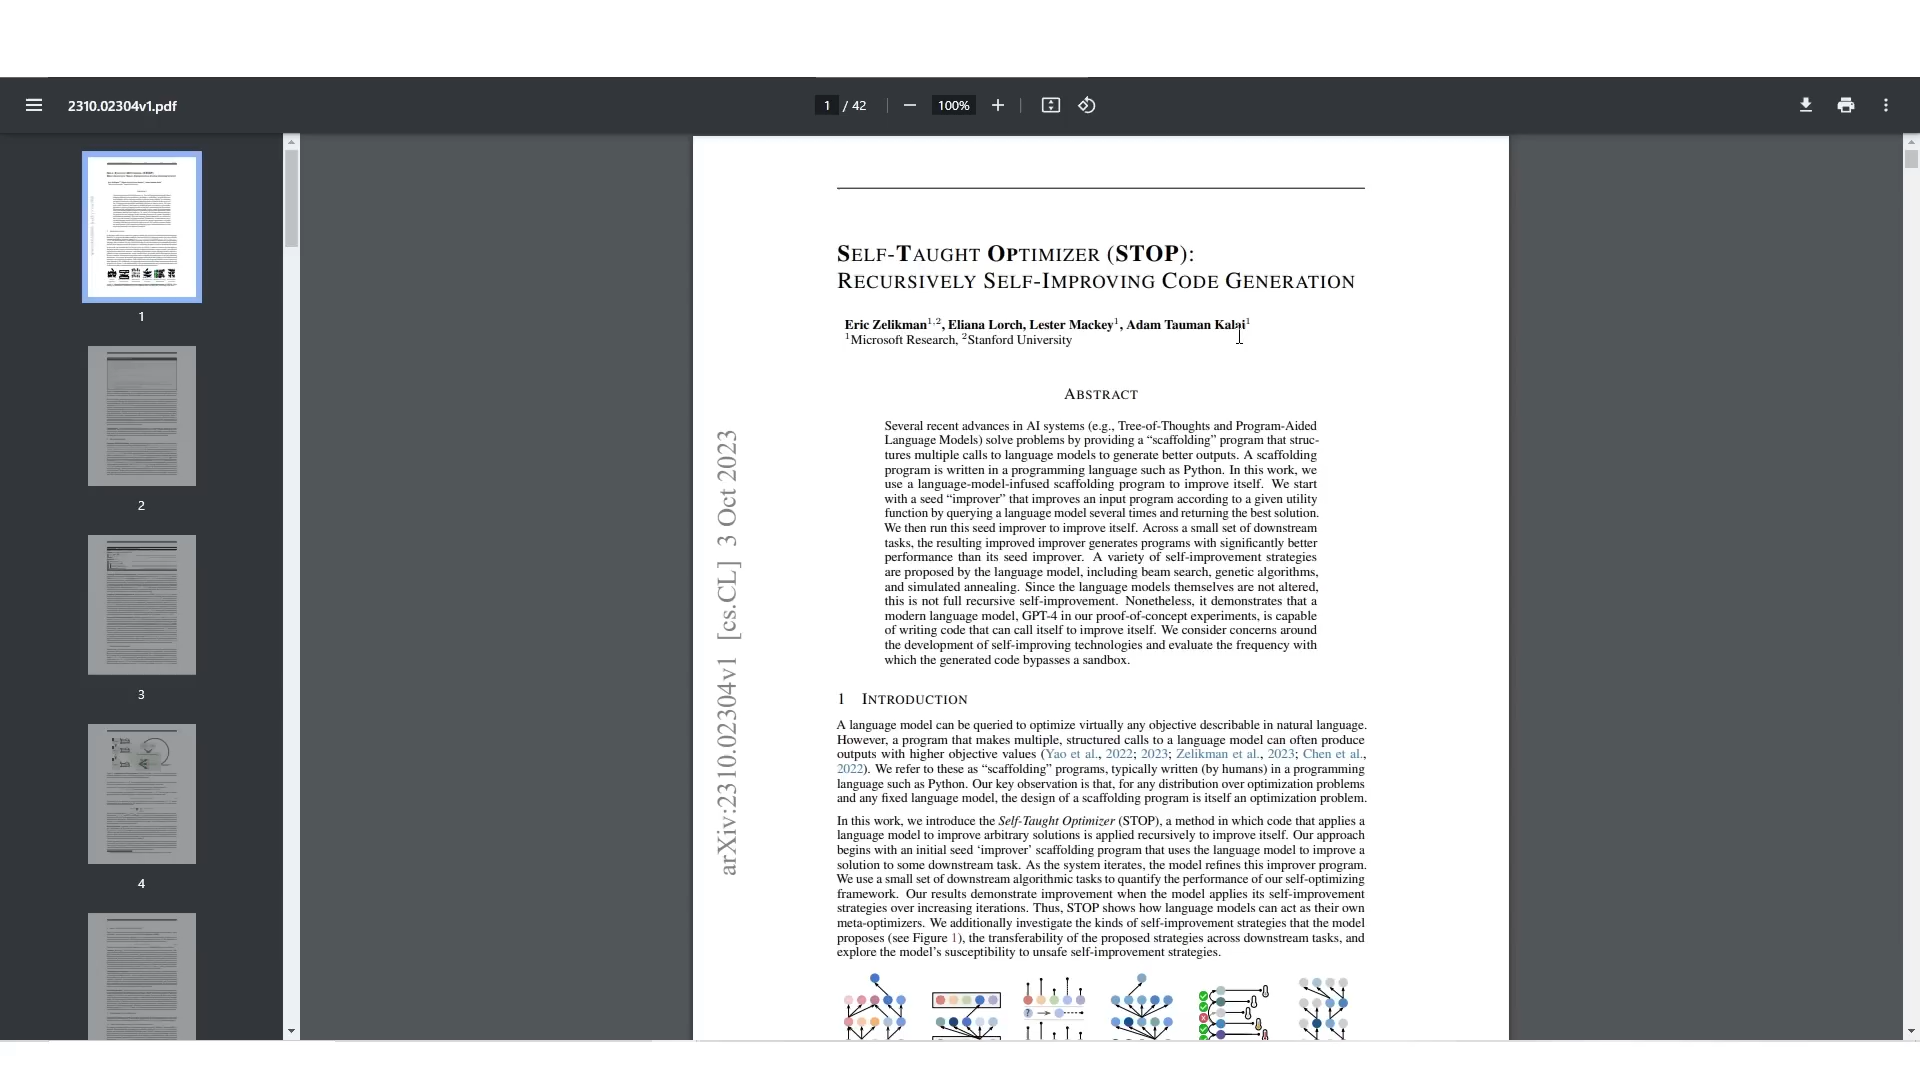 2310.02304v1.pdf
1 / 42
100%
1
2
3
4
SELF-TAUGHT OPTIMIZER (STOP):
RECURSIVELY SELF-IMPROVING CODE GENERATION
Eric Zelikman1,2, Eliana Lorch, Lester Mackey1, Adam Tauman Kalai1
1Microsoft Research, 2Stanford University
ABSTRACT
Several recent advances in AI systems (e.g., Tree-of-Thoughts and Program-Aided
Language Models) solve problems by providing a “scaffolding” program that struc-
tures multiple calls to language models to generate better outputs. A scaffolding
program is written in a programming language such as Python. In this work, we
use a language-model-infused scaffolding program to improve itself. We start
with a seed “improver” that improves an input program according to a given utility
function by querying a language model several times and returning the best solution.
We then run this seed improver to improve itself. Across a small set of downstream
tasks, the resulting improved improver generates programs with significantly better
performance than its seed improver. A variety of self-improvement strategies
are proposed by the language model, including beam search, genetic algorithms,
and simulated annealing. Since the language models themselves are not altered,
this is not full recursive self-improvement. Nonetheless, it demonstrates that a
modern language model, GPT-4 in our proof-of-concept experiments, is capable
of writing code that can call itself to improve itself. We consider concerns around
the development of self-improving technologies and evaluate the frequency with
which the generated code bypasses a sandbox.
arXiv:2310.02304v1 [cs.CL] 3 Oct 2023
1 INTRODUCTION
A language model can be queried to optimize virtually any objective describable in natural language.
However, a program that makes multiple, structured calls to a language model can often produce
outputs with higher objective values (Yao et al., 2022; 2023; Zelikman et al., 2023; Chen et al.,
2022). We refer to these as “scaffolding” programs, typically written (by humans) in a programming
language such as Python. Our key observation is that, for any distribution over optimization problems
and any fixed language model, the design of a scaffolding program is itself an optimization problem.
In this work, we introduce the Self-Taught Optimizer (STOP), a method in which code that applies a
language model to improve arbitrary solutions is applied recursively to improve itself. Our approach
begins with an initial seed ‘improver’ scaffolding program that uses the language model to improve a
solution to some downstream task. As the system iterates, the model refines this improver program.
We use a small set of downstream algorithmic tasks to quantify the performance of our self-optimizing
framework. Our results demonstrate improvement when the model applies its self-improvement
strategies over increasing iterations. Thus, STOP shows how language models can act as their own
meta-optimizers. We additionally investigate the kinds of self-improvement strategies that the model
proposes (see Figure 1), the transferability of the proposed strategies across downstream tasks, and
explore the model’s susceptibility to unsafe self-improvement strategies.